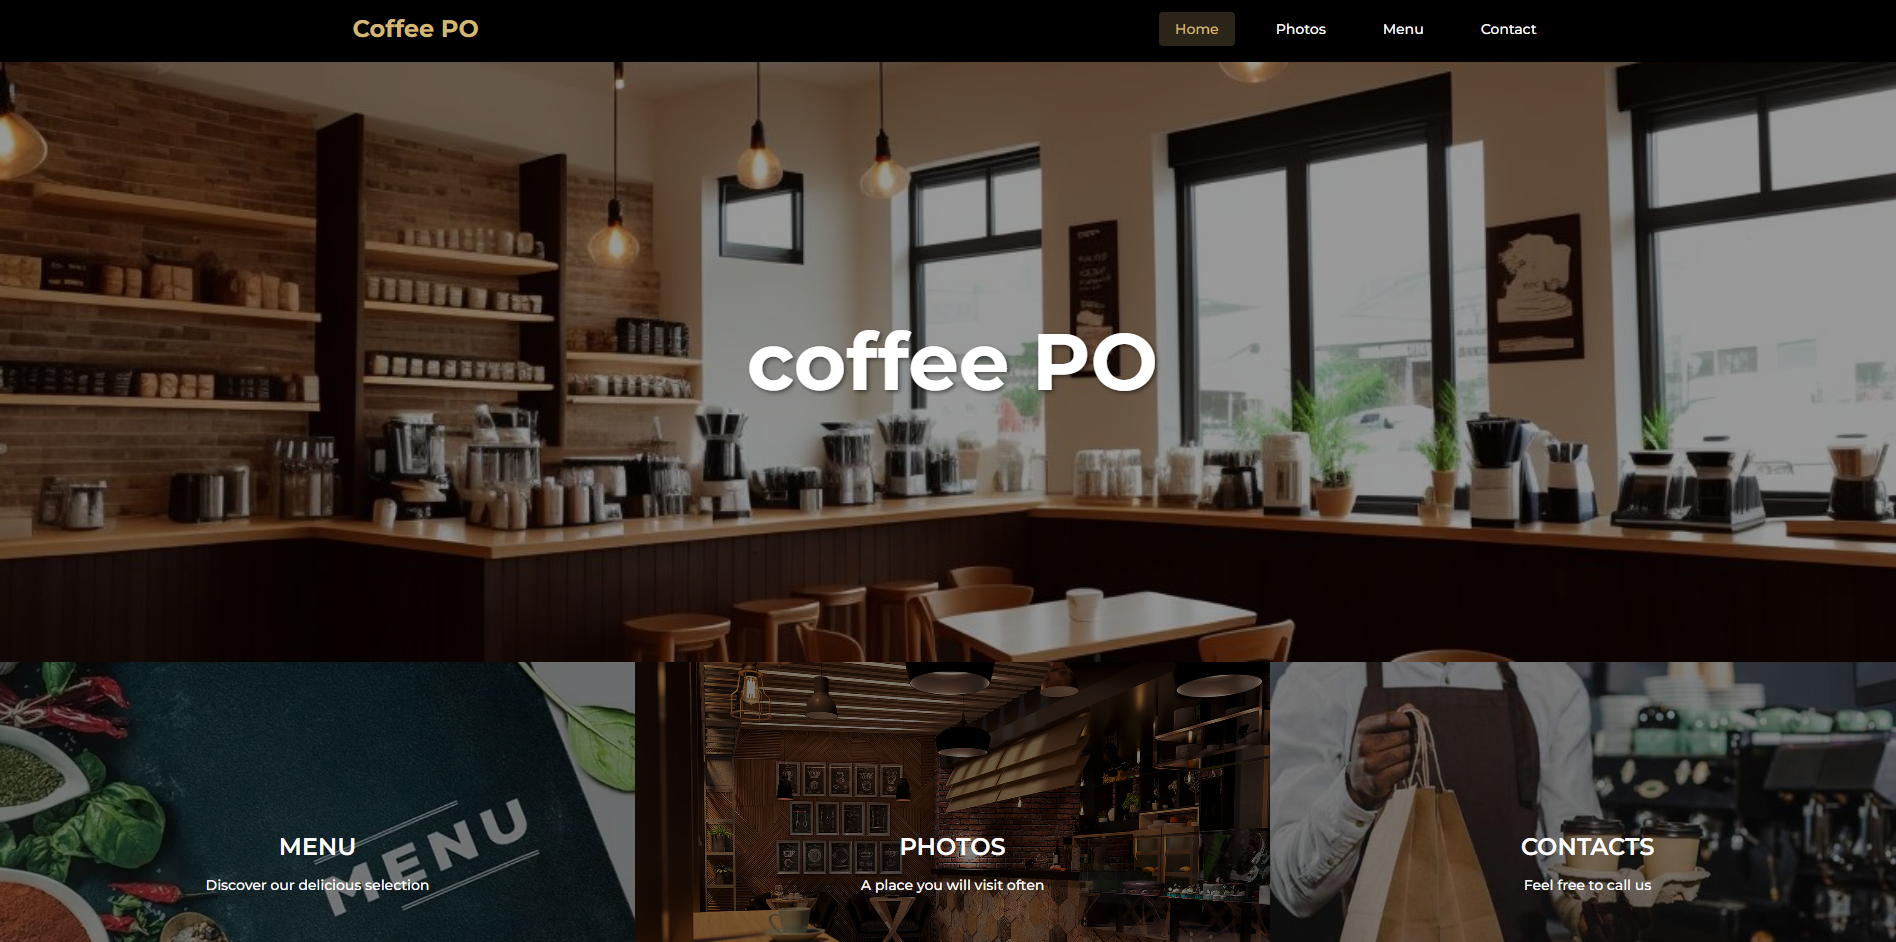 Coffee PO
Home
Photos
Menu
Contact
coffee PO
MENU
MENU
Discover our delicious selection
PHOTOS
A place you will visit often
CONTACTS
Feel free to call us